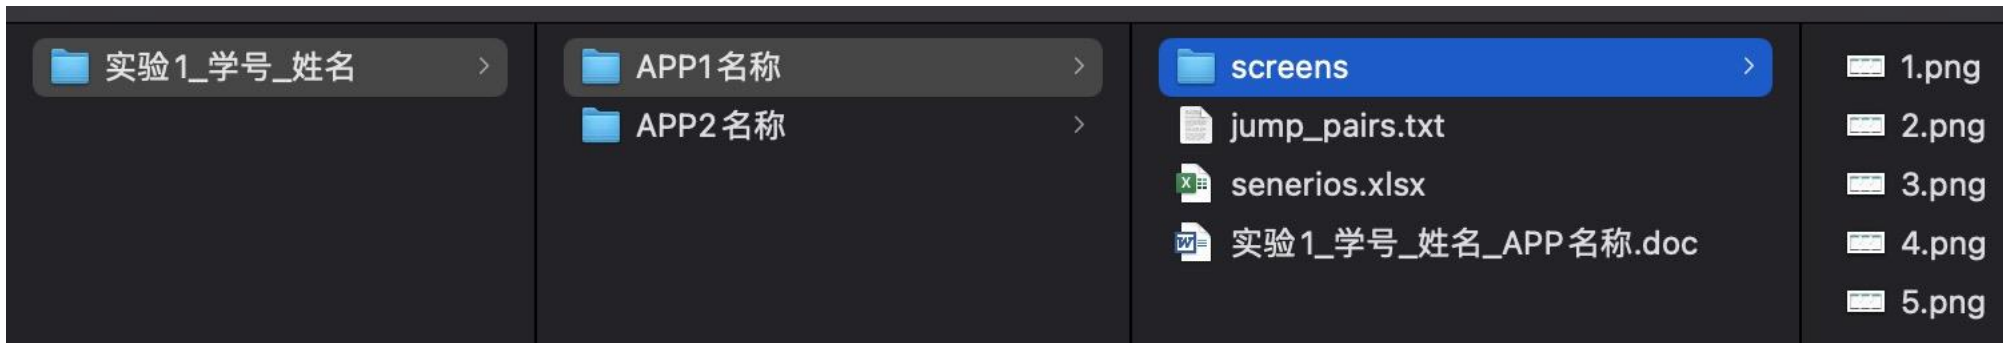 实验1_学号_姓名
APP1名称
APP2名称
screens
jump_pairs.txt
senerios.xlsx
实验1_学号_姓名_APP名称.doc
1.png
2.png
3.png
4.png
5.png